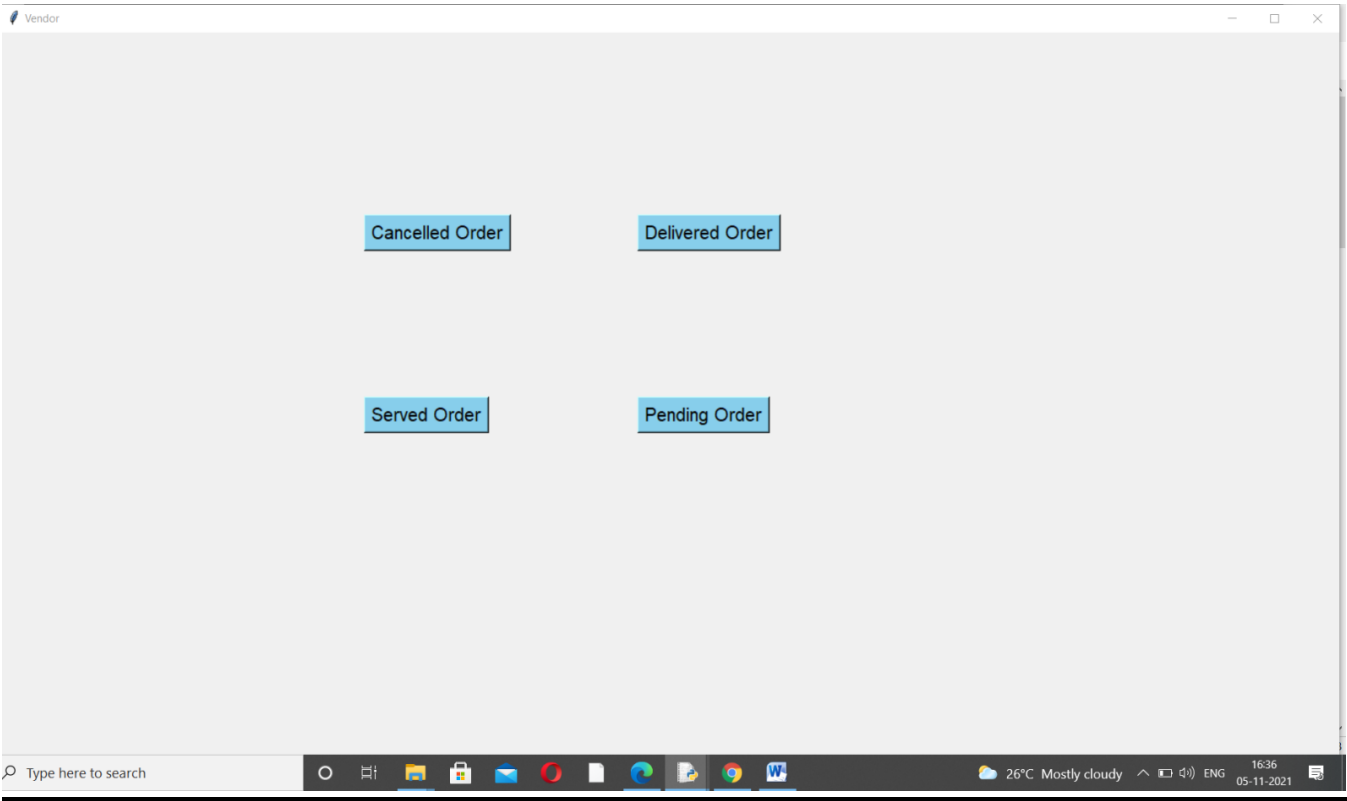 Vendor
Cancelled Order
Delivered Order
Served Order
Pending Order
Type here to search
26°C Mostly cloudy
ENG
16:36
05-11-2021